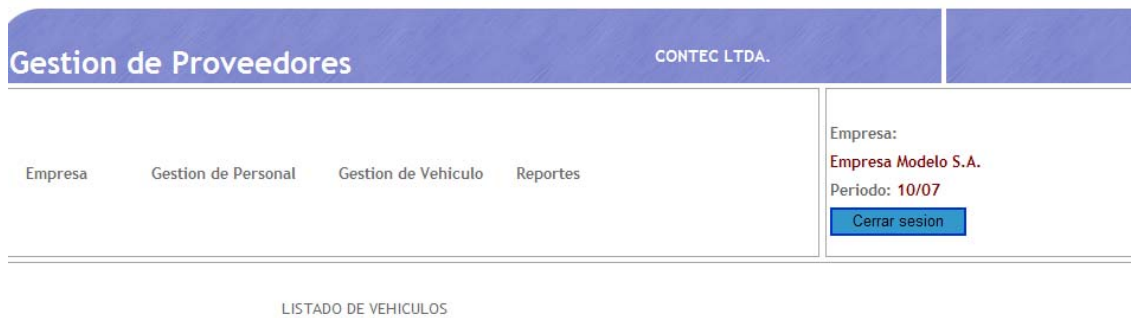 Gestion de Proveedores
CONTEC LTDA.
Empresa
Gestion de Personal
Gestion de Vehiculo
Reportes
Empresa:
Empresa Modelo S.A.
Periodo: 10/07
Cerrar sesion
LISTADO DE VEHICULOS